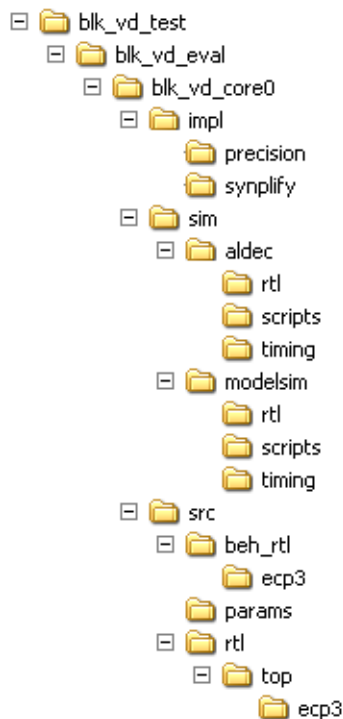 blk_vd_test
blk_vd_eval
blk_vd_core0
impl
precision
synplify
sim
aldec
rtl
scripts
timing
modelsim
rtl
scripts
timing
src
beh_rtl
ecp3
params
rtl
top
ecp3